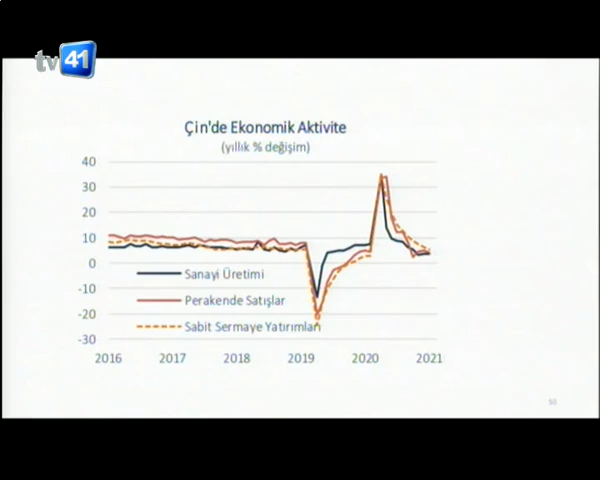 tv41
Çin'de Ekonomik Aktivite
(yıllık % değişim)
40
30
20
10
0
-10
-20
-30
Sanayi Üretimi
Perakende Satışlar
Sabit Sermaye Yatırımları
2016 2017 2018 2019 2020 2021
50